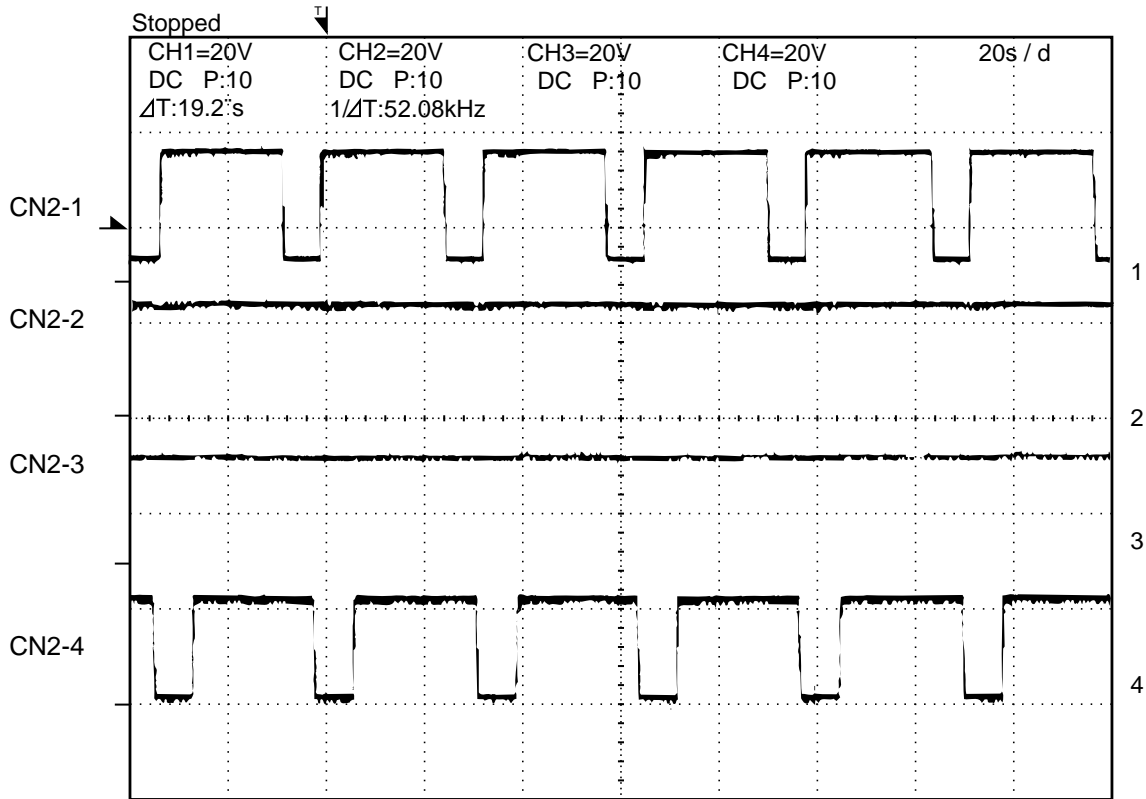 T
Stopped
CH1=20V CH2=20V CH3=20V CH4=20V 20s / d
DC P:10 DC P:10 DC P:10 DC P:10
⊿T:19.2¨s 1/⊿T:52.08kHz
CN2-1
1
CN2-2
2
CN2-3
3
CN2-4
4